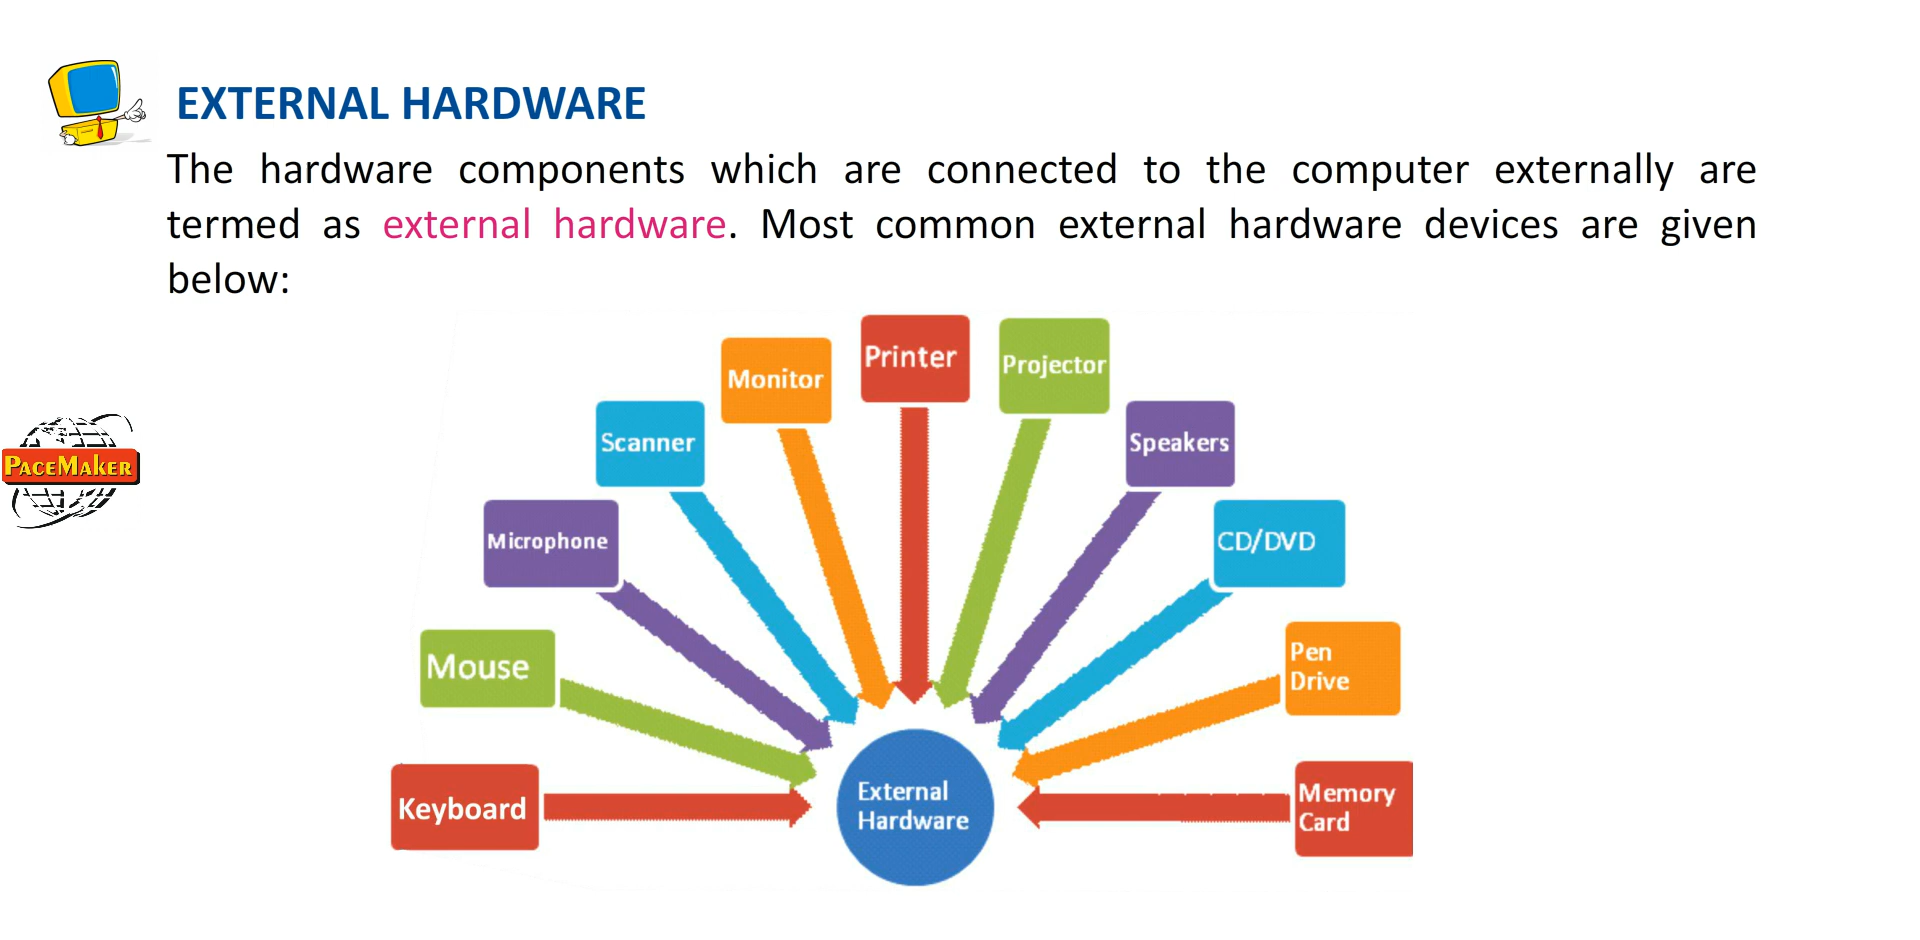 EXTERNAL HARDWARE
The hardware components which are connected to the computer externally are
termed as external hardware. Most common external hardware devices are given
below:
Printer
Projector
Monitor
Scanner
Speakers
PACEMAKER
Microphone
CD/DVD
Mouse
Pen
Drive
Keyboard
External
Hardware
Memory
Card